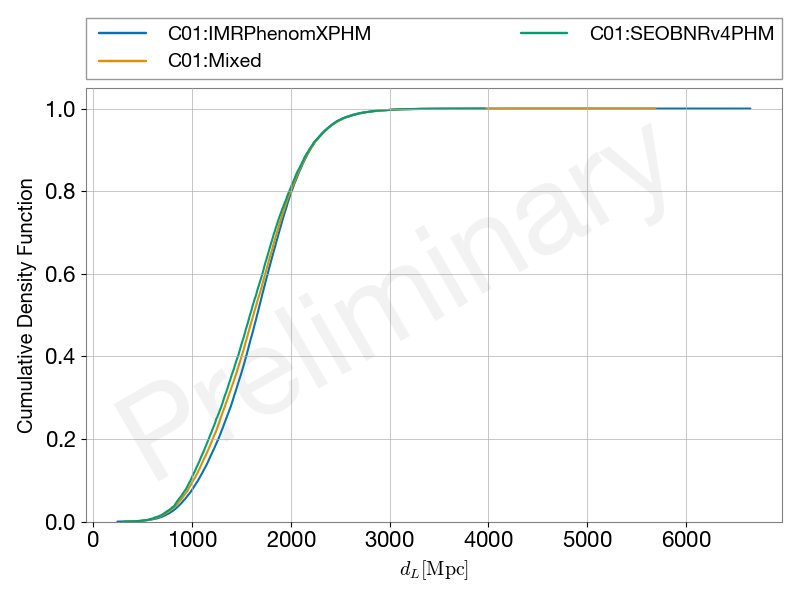 C01:IMRPhenomXPHM
C01:Mixed
C01:SEOBNRv4PHM
Preliminary
Cumulative Density Function
1.0
0.8
0.6
0.4
0.2
0.0
0 1000 2000 3000 4000 5000 6000
d_L[Mpc]